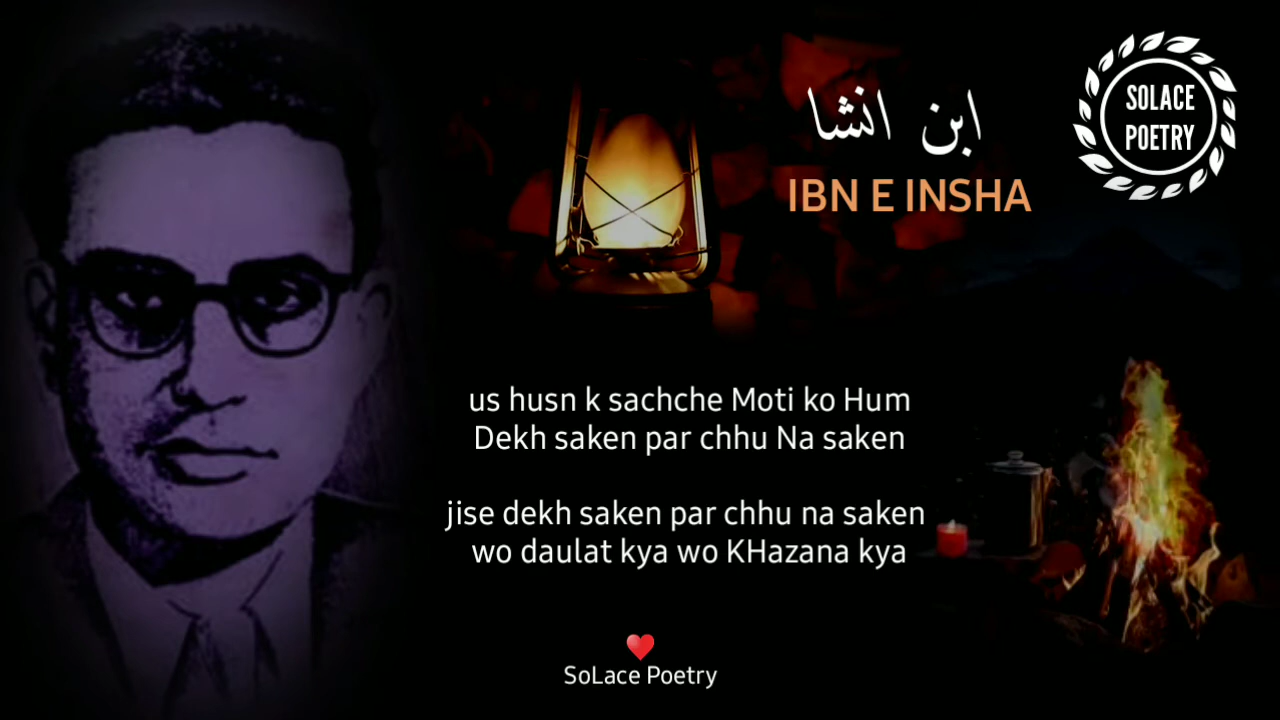 ابن انشا
IBN E INSHA
SOLACE
POETRY
us husn k sachche Moti ko Hum
Dekh saken par chhu Na saken
jise dekh saken par chhu na saken
wo daulat kya wo KHazana kya
SoLace Poetry